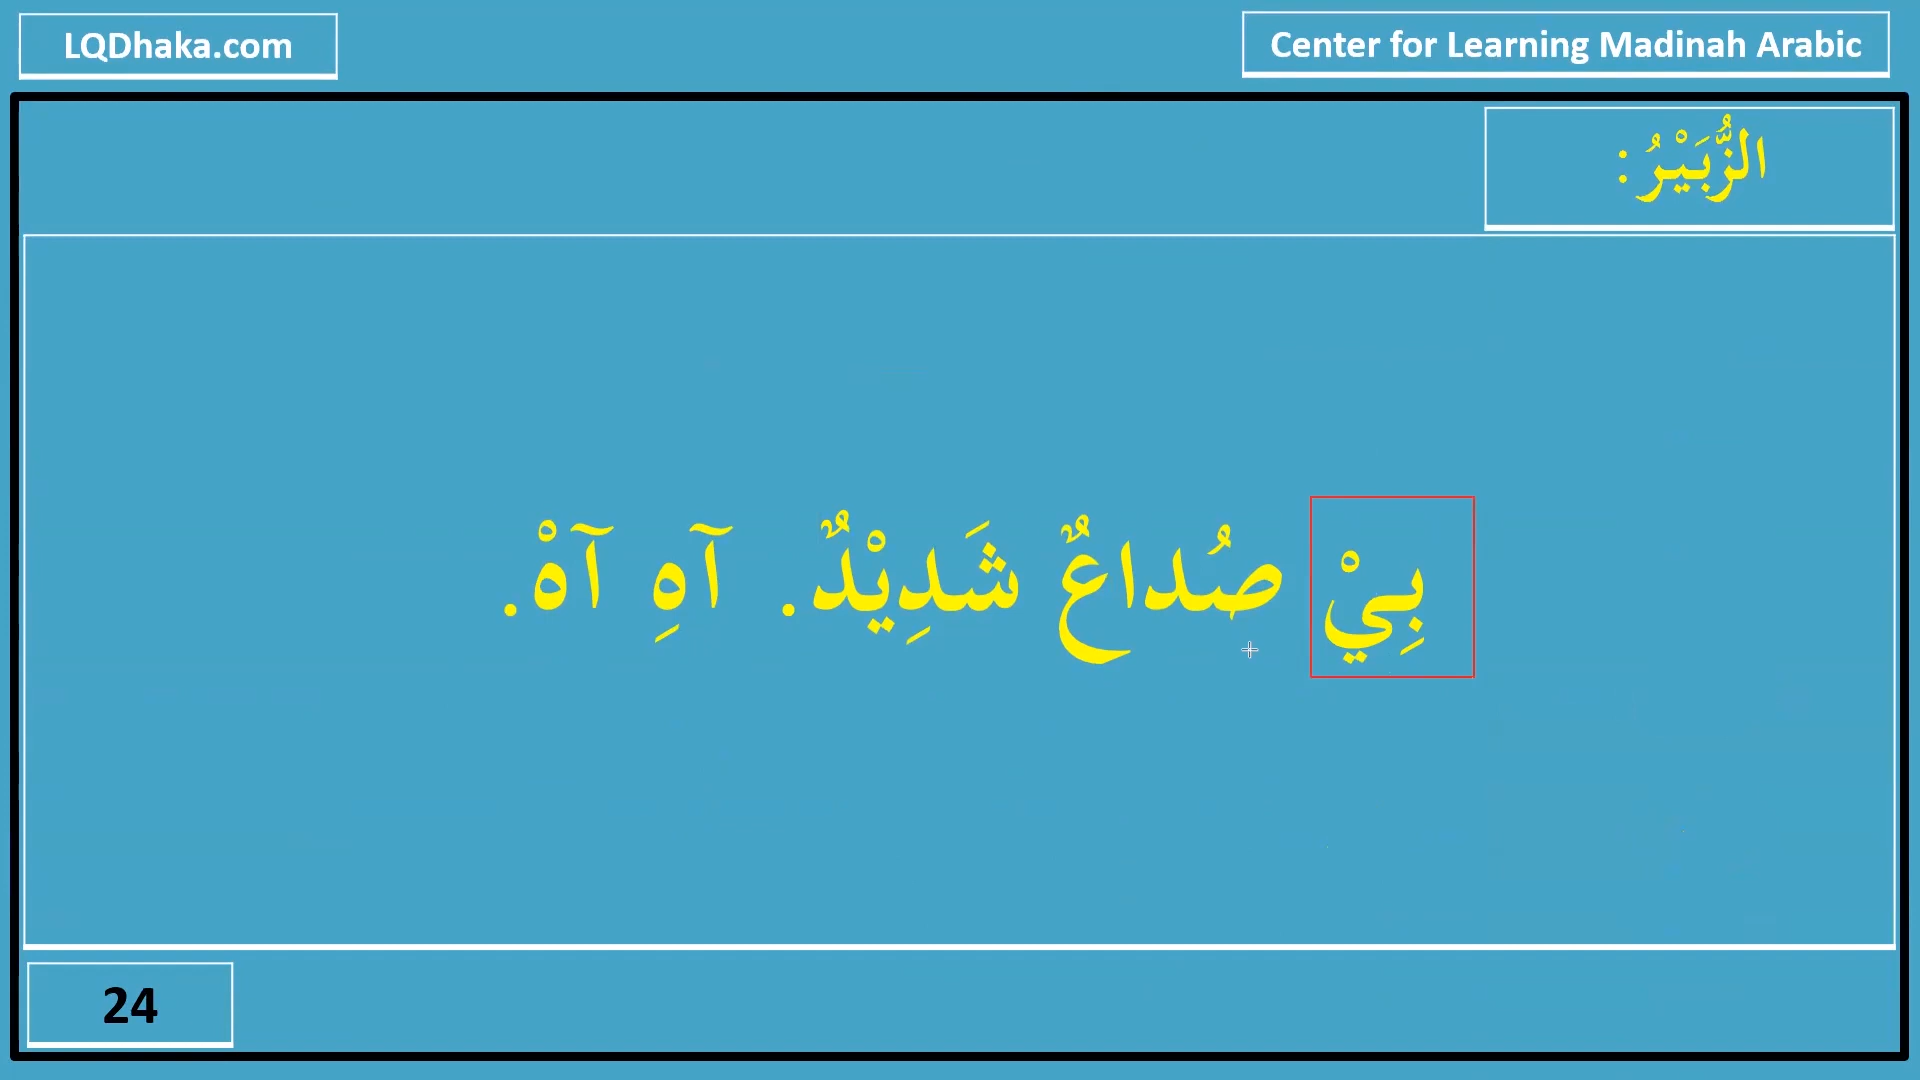 LQDhaka.com
Center for Learning Madinah Arabic
الزُّبَيْرُ :
بِيْ صُداعٌ شَدِيْدٌ. آهِ آهْ.
24